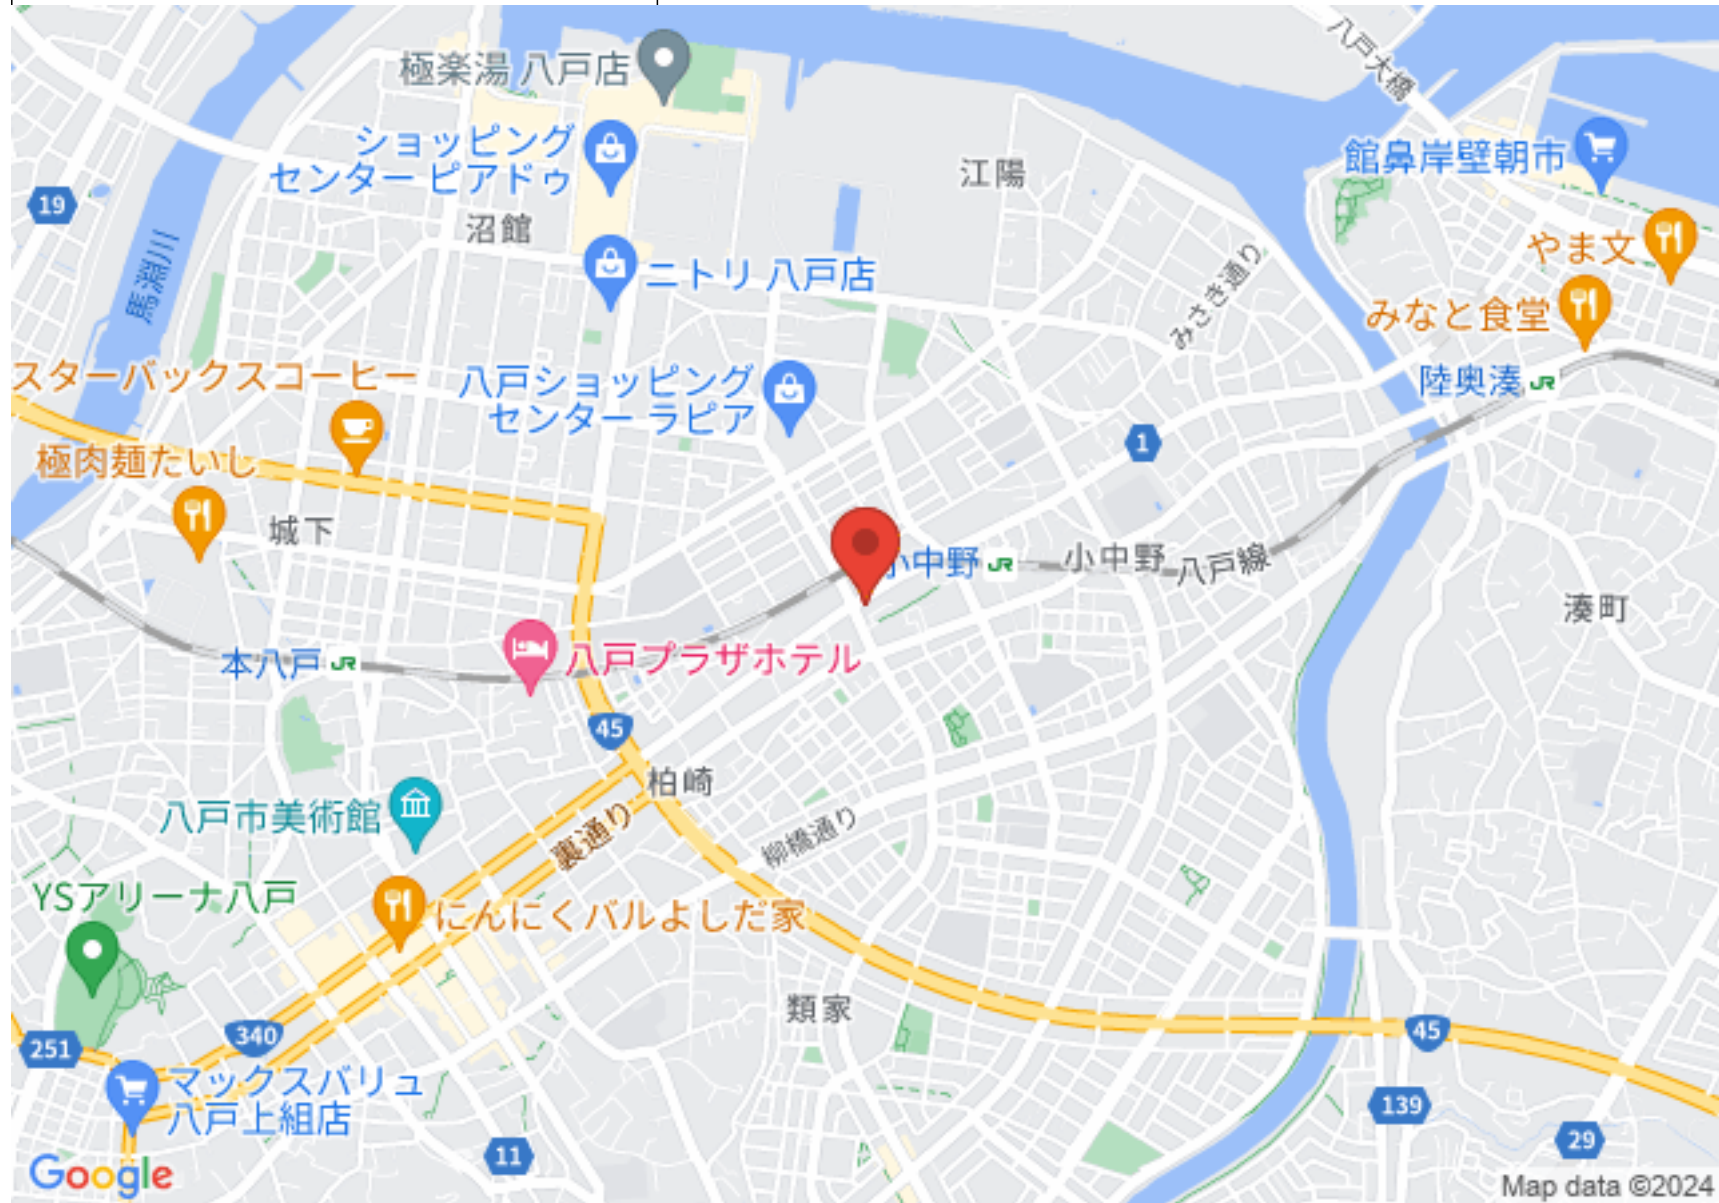 八戸大橋
極楽湯 八戸店
ショッピング
センター ピアドゥ
江陽
館鼻岸壁朝市
19
沼館
馬淵川
ニトリ 八戸店
みさき通り
やま文
みなと食堂
陸奥湊
JR
スターバックスコーヒー
八戸ショッピング
センター ラピア
1
極肉麺たいし
城下
小中野
JR
小中野
八戸線
湊町
本八戸
JR
八戸プラザホテル
45
柏崎
八戸市美術館
裏通り
柳橋通り
YSアリーナ八戸
にんにくバルよしだ家
類家
251
340
45
マックスバリュ
八戸上組店
139
11
29
Google
Map data ©2024